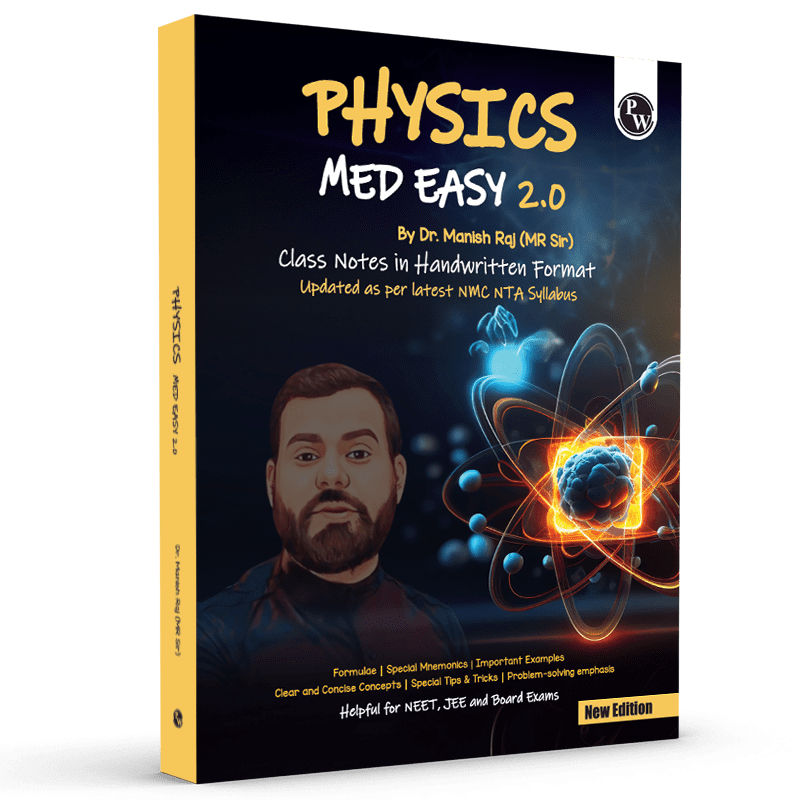 PHYSICS
MED EASY 2.0
By Dr. Manish Raj (MR Sir)
Class Notes in Handwritten Format
Updated as per latest NMC NTA Syllabus
PW
Formulae | Special Mnemonics | Important Examples
Clear and Concise Concepts | Special Tips & Tricks | Problem-solving emphasis
Helpful for NEET, JEE and Board Exams
New Edition
PHYSICS MED EASY 2.0
Dr. Manish Raj (MR Sir)
PW